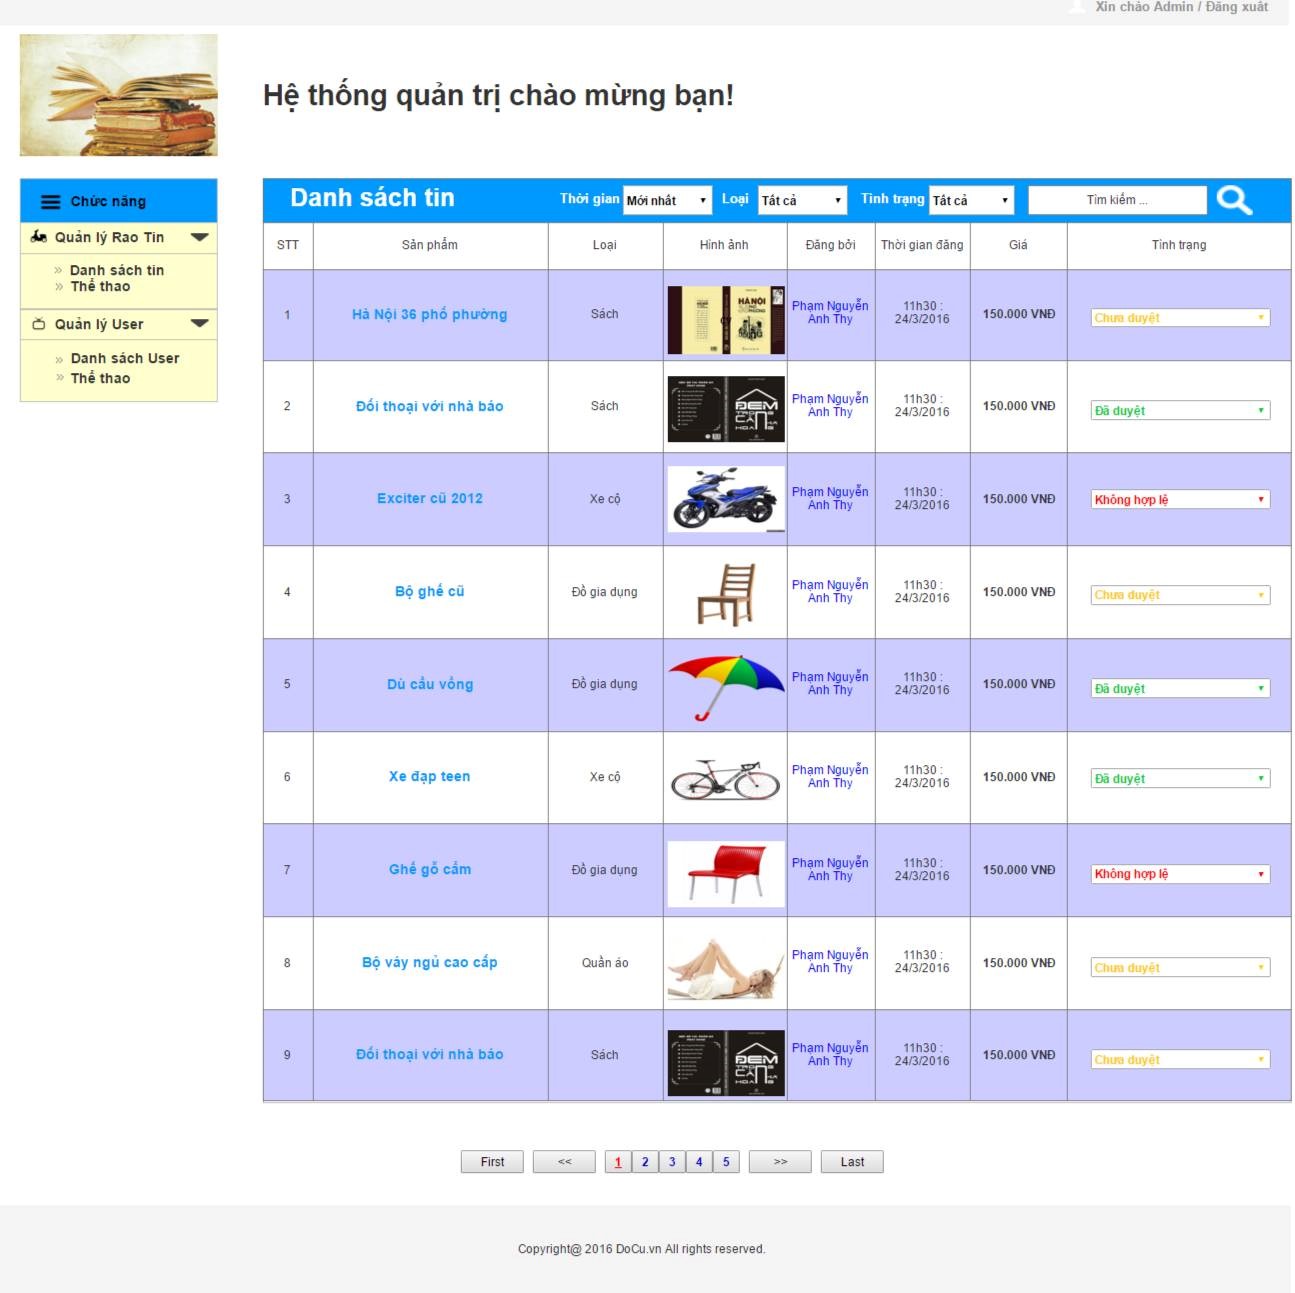 Xin chào Admin / Đăng xuất
Hệ thống quản trị chào mừng bạn!
Chức năng
Quản lý Rao Tin
» Danh sách tin
» Thể thao
Quản lý User
» Danh sách User
» Thể thao
Danh sách tin Thời gian Mới nhất Loại Tất cả Tình trạng Tất cả Tìm kiếm ...
STT Sản phẩm Loại Hình ảnh Đăng bởi Thời gian đăng Giá Tình trạng
1 Hà Nội 36 phố phường Sách HÀ NỘI Phạm Nguyễn Anh Thy 11h30 : 24/3/2016 150.000 VNĐ Chưa duyệt
2 Đối thoại với nhà báo Sách ĐEM TRONG CĂN NHÀ HOANG Phạm Nguyễn Anh Thy 11h30 : 24/3/2016 150.000 VNĐ Đã duyệt
3 Exciter cũ 2012 Xe cộ Phạm Nguyễn Anh Thy 11h30 : 24/3/2016 150.000 VNĐ Không hợp lệ
4 Bộ ghế cũ Đồ gia dụng Phạm Nguyễn Anh Thy 11h30 : 24/3/2016 150.000 VNĐ Chưa duyệt
5 Dù cầu vồng Đồ gia dụng Phạm Nguyễn Anh Thy 11h30 : 24/3/2016 150.000 VNĐ Đã duyệt
6 Xe đạp teen Xe cộ Phạm Nguyễn Anh Thy 11h30 : 24/3/2016 150.000 VNĐ Đã duyệt
7 Ghế gỗ cẩm Đồ gia dụng Phạm Nguyễn Anh Thy 11h30 : 24/3/2016 150.000 VNĐ Không hợp lệ
8 Bộ váy ngủ cao cấp Quần áo Phạm Nguyễn Anh Thy 11h30 : 24/3/2016 150.000 VNĐ Chưa duyệt
9 Đối thoại với nhà báo Sách ĐEM TRONG CĂN NHÀ HOANG Phạm Nguyễn Anh Thy 11h30 : 24/3/2016 150.000 VNĐ Chưa duyệt
First << 1 2 3 4 5 >> Last
Copyright@ 2016 DoCu.vn All rights reserved.